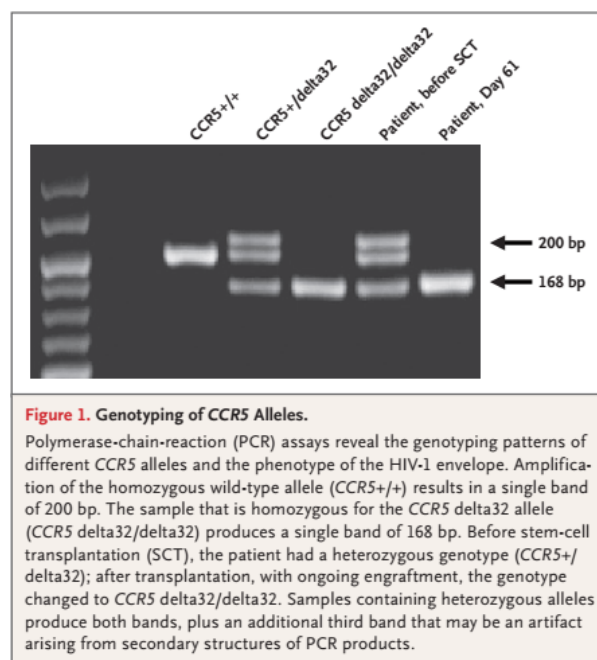 CCR5+/+
CCR5+/delta32
CCR5 delta32/delta32
Patient, before SCT
Patient, Day 61
200 bp
168 bp
Figure 1. Genotyping of CCR5 Alleles.
Polymerase-chain-reaction (PCR) assays reveal the genotyping patterns of
different CCR5 alleles and the phenotype of the HIV-1 envelope. Amplifica-
tion of the homozygous wild-type allele (CCR5+/+) results in a single band
of 200 bp. The sample that is homozygous for the CCR5 delta32 allele
(CCR5 delta32/delta32) produces a single band of 168 bp. Before stem-cell
transplantation (SCT), the patient had a heterozygous genotype (CCR5+/
delta32); after transplantation, with ongoing engraftment, the genotype
changed to CCR5 delta32/delta32. Samples containing heterozygous alleles
produce both bands, plus an additional third band that may be an artifact
arising from secondary structures of PCR products.